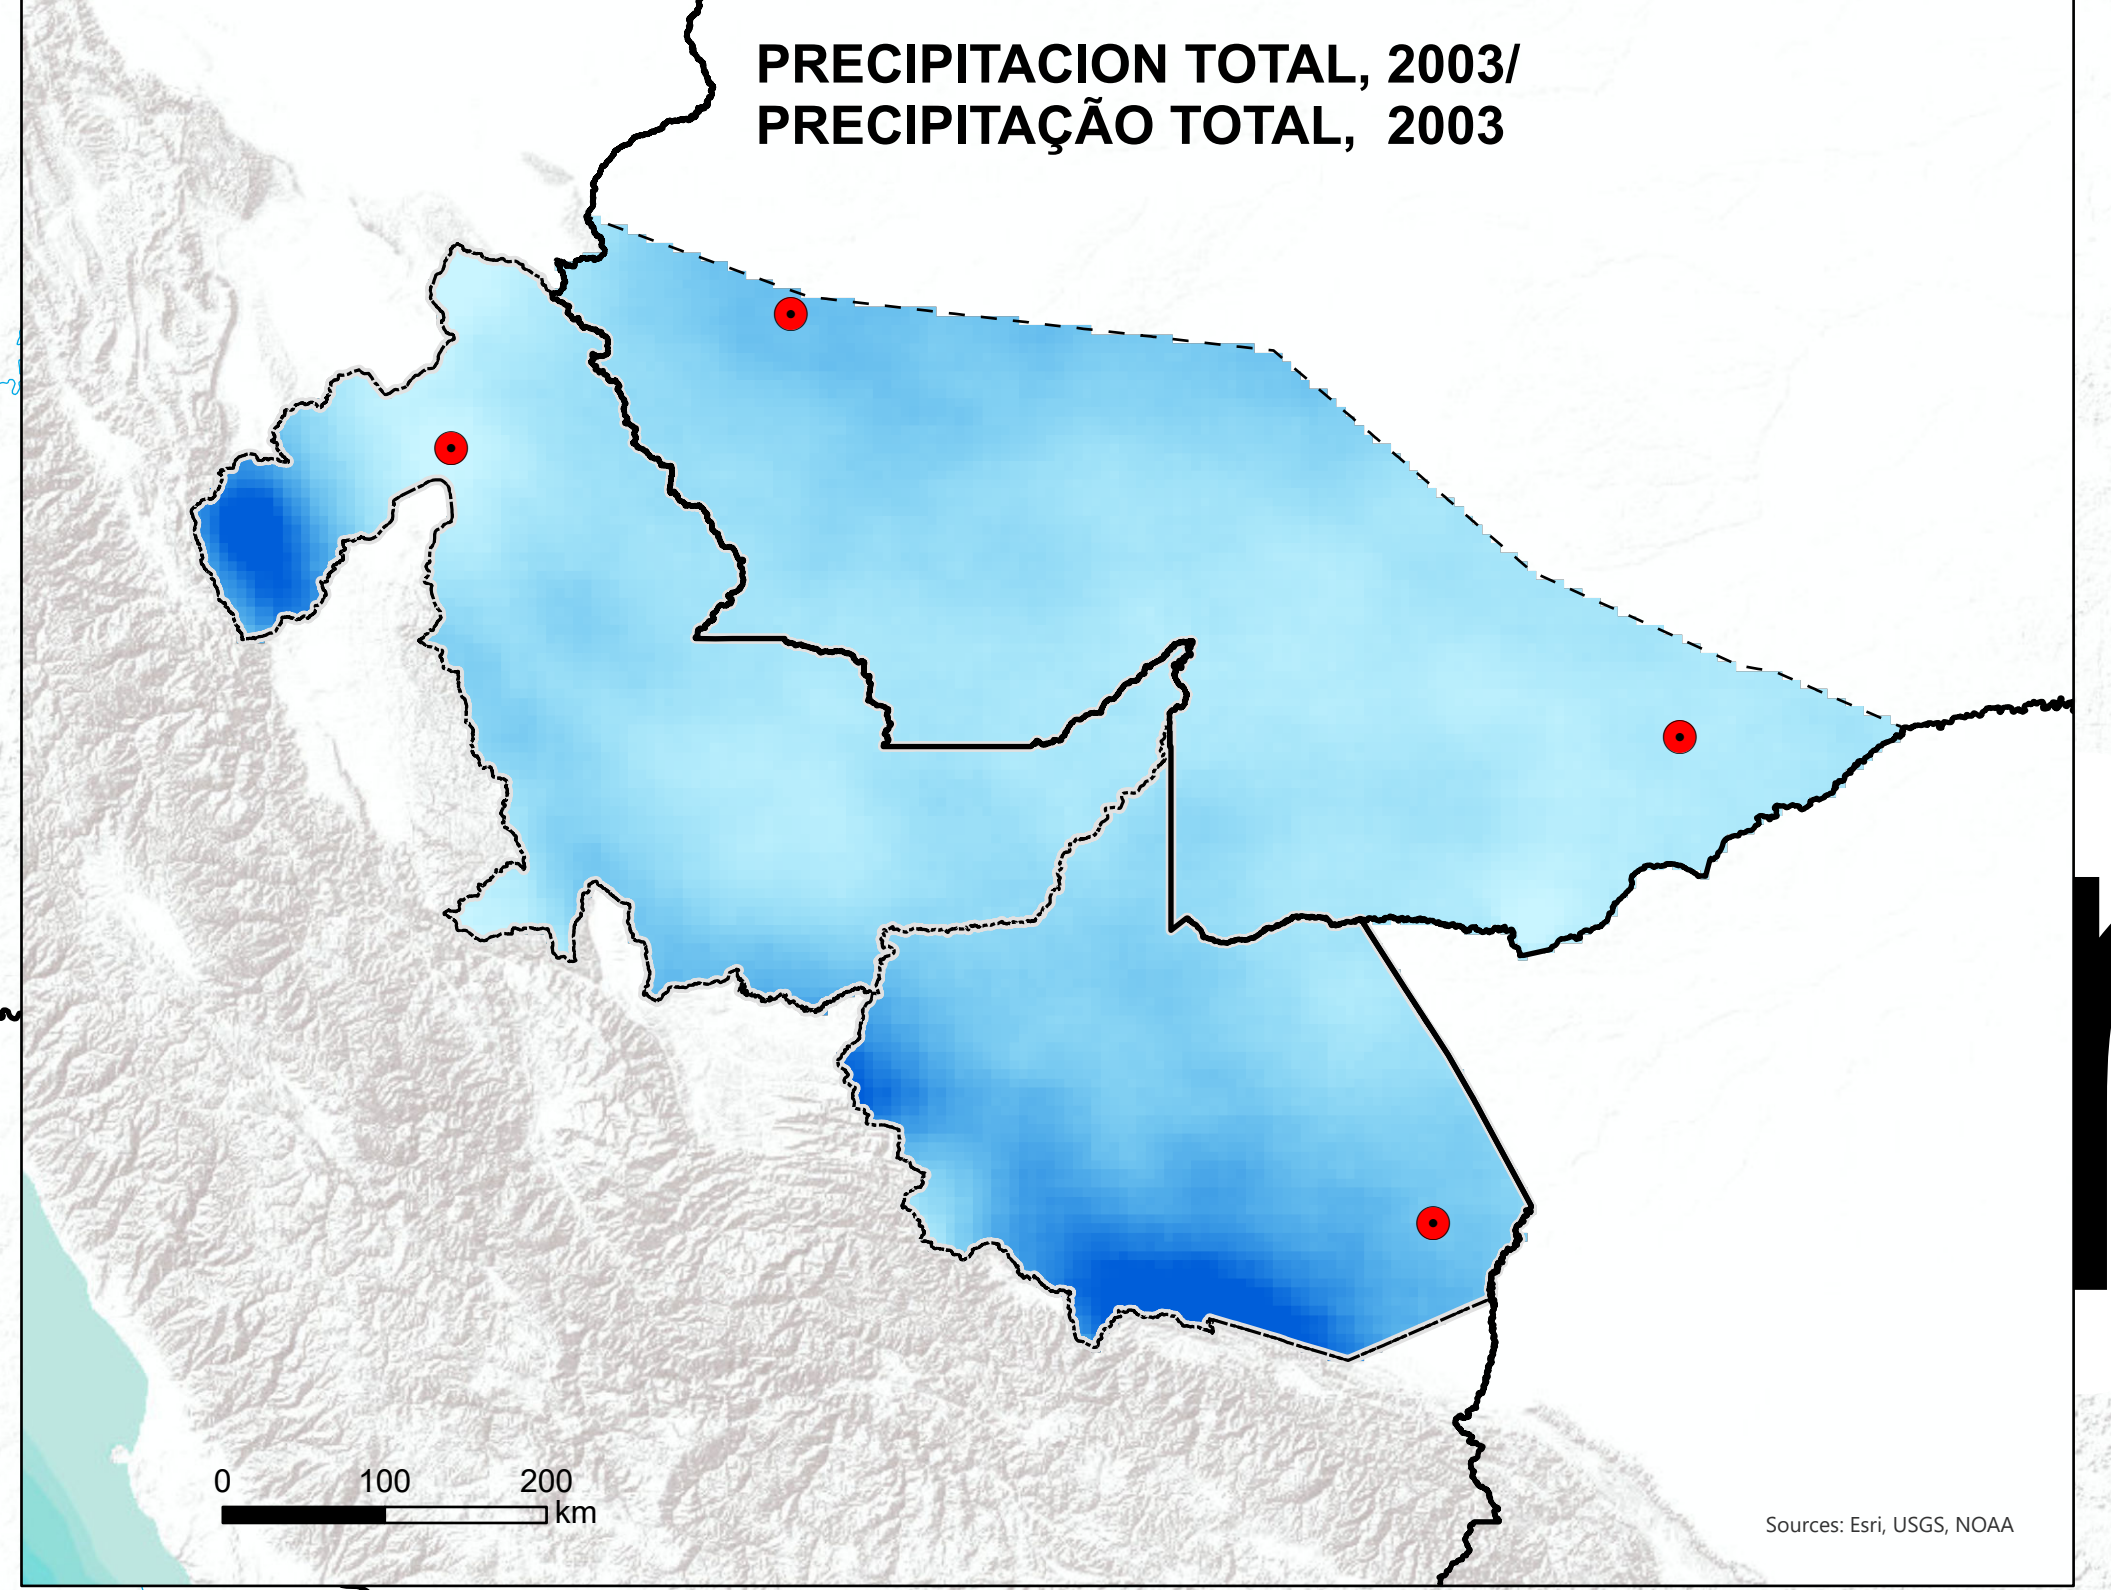 PRECIPITACION TOTAL, 2003/
PRECIPITAÇÃO TOTAL, 2003
0 100 200
km
Sources: Esri, USGS, NOAA